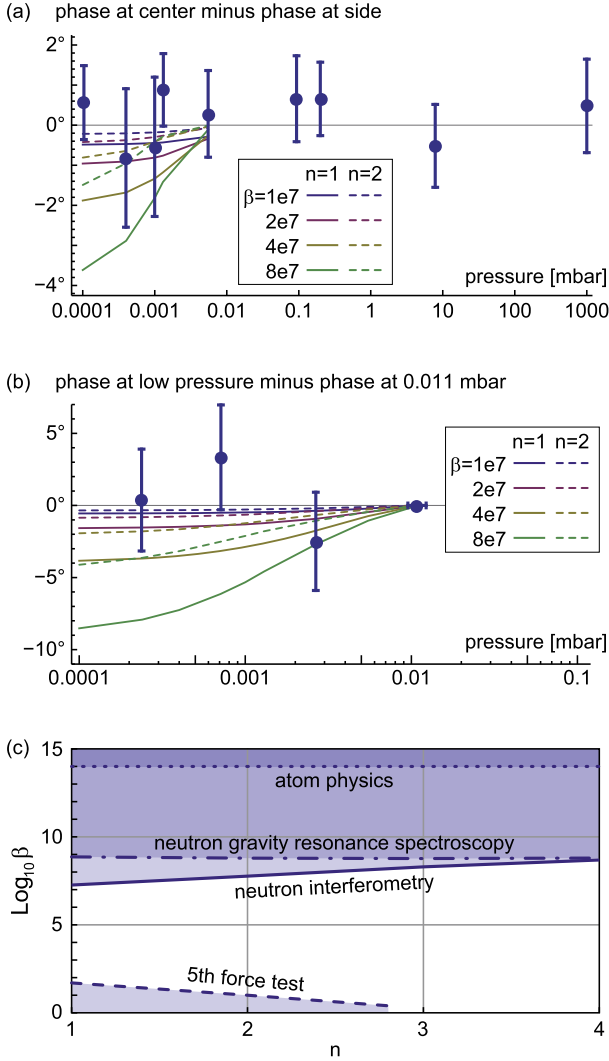 (a) phase at center minus phase at side
2°
0°
−2°
−4°
n=1 n=2
β=1e7
2e7
4e7
8e7
pressure [mbar]
0.0001 0.001 0.01 0.1 1 10 100 1000
(b) phase at low pressure minus phase at 0.011 mbar
5°
0°
−5°
−10°
n=1 n=2
β=1e7
2e7
4e7
8e7
pressure [mbar]
0.0001 0.001 0.01 0.1
(c)
15
atom physics
10
neutron gravity resonance spectroscopy
neutron interferometry
Log₁₀ β
5
5th force test
0
1 2 3 4
n